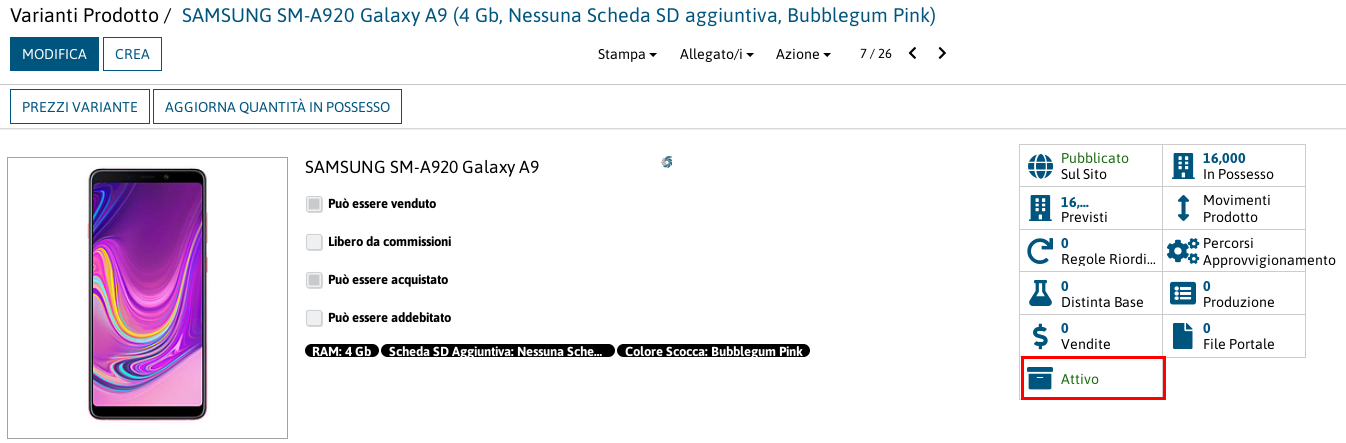 Varianti Prodotto / SAMSUNG SM-A920 Galaxy A9 (4 Gb, Nessuna Scheda SD aggiuntiva, Bubblegum Pink)
MODIFICA CREA Stampa Allegato/i Azione 7 / 26
PREZZI VARIANTE AGGIORNA QUANTITÀ IN POSSESSO
SAMSUNG SM-A920 Galaxy A9
Può essere venduto
Libero da commissioni
Può essere acquistato
Può essere addebitato
RAM: 4 Gb Scheda SD Aggiuntiva: Nessuna Sche... Colore Scocca: Bubblegum Pink
Pubblicato
Sul Sito
16,000
In Possesso
16,...
Previsti
Movimenti
Prodotto
0
Regole Riordi...
Percorsi
Approvvigionamento
0
Distinta Base
0
Produzione
0
Vendite
0
File Portale
Attivo